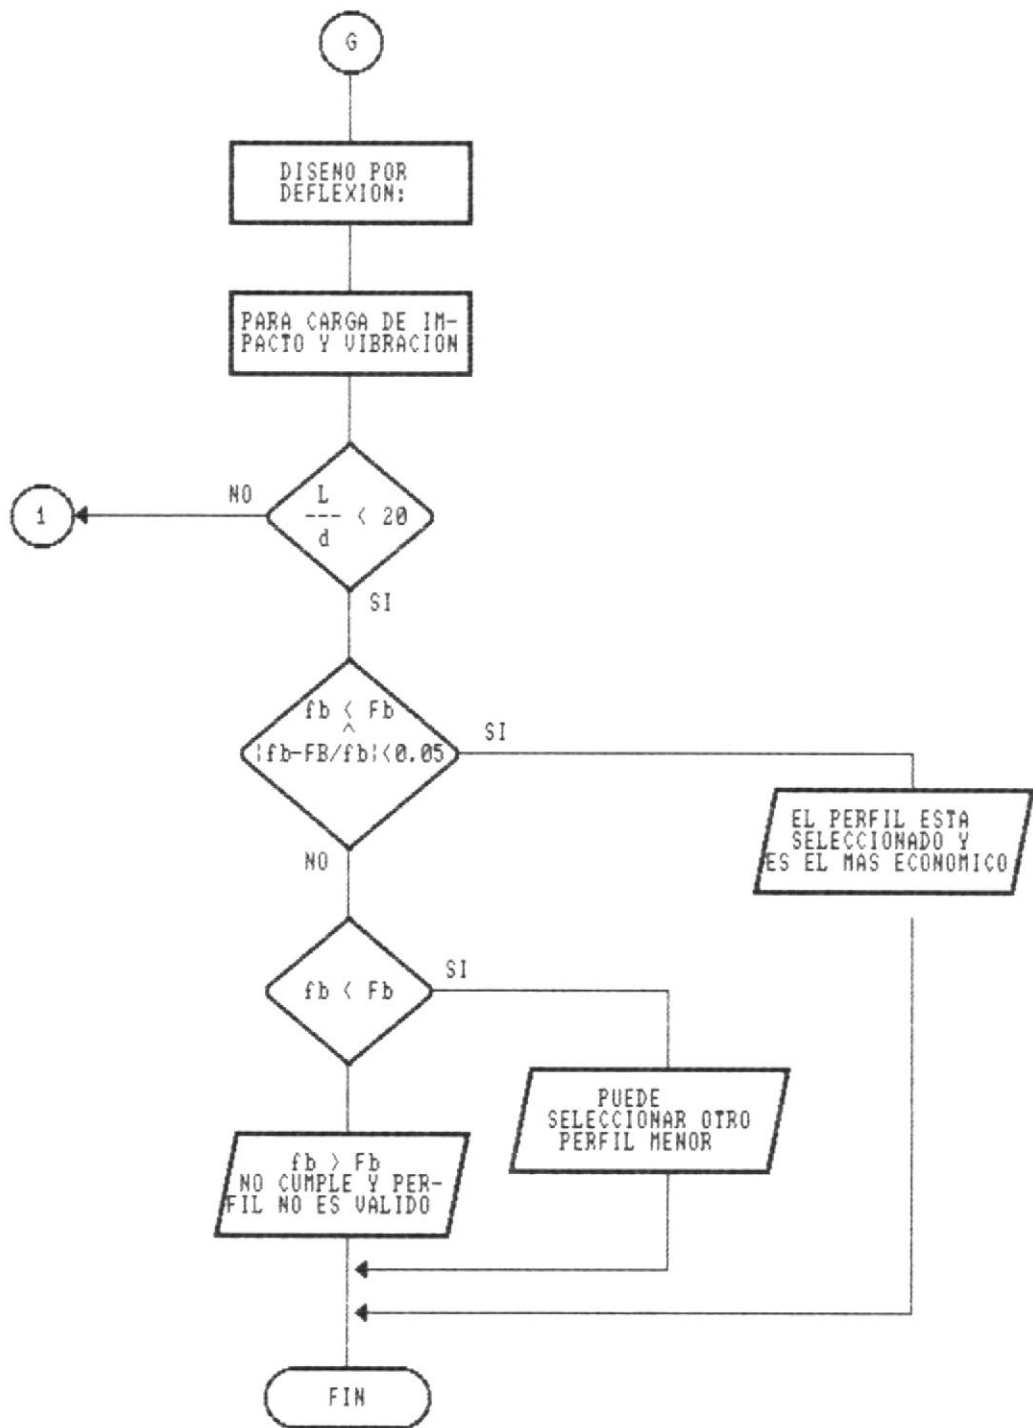 G
DISENO POR
DEFLEXION:
PARA CARGA DE IM-
PACTO Y VIBRACION
NO
L
--- < 20
d
1
SI
fb < Fb
^
|fb-FB/fb|<0.05
SI
EL PERFIL ESTA
SELECCIONADO Y
ES EL MAS ECONOMICO
NO
fb < Fb
SI
PUEDE
SELECCIONAR OTRO
PERFIL MENOR
fb > Fb
NO CUMPLE Y PER-
FIL NO ES VALIDO
FIN